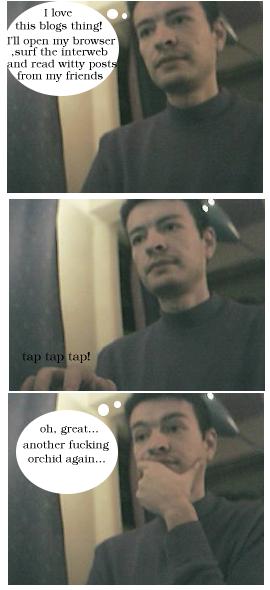 I love
this blogs thing!
I'll open my browser
,surf the interweb
and read witty posts
from my friends
tap tap tap!
oh, great...
another fucking
orchid again...